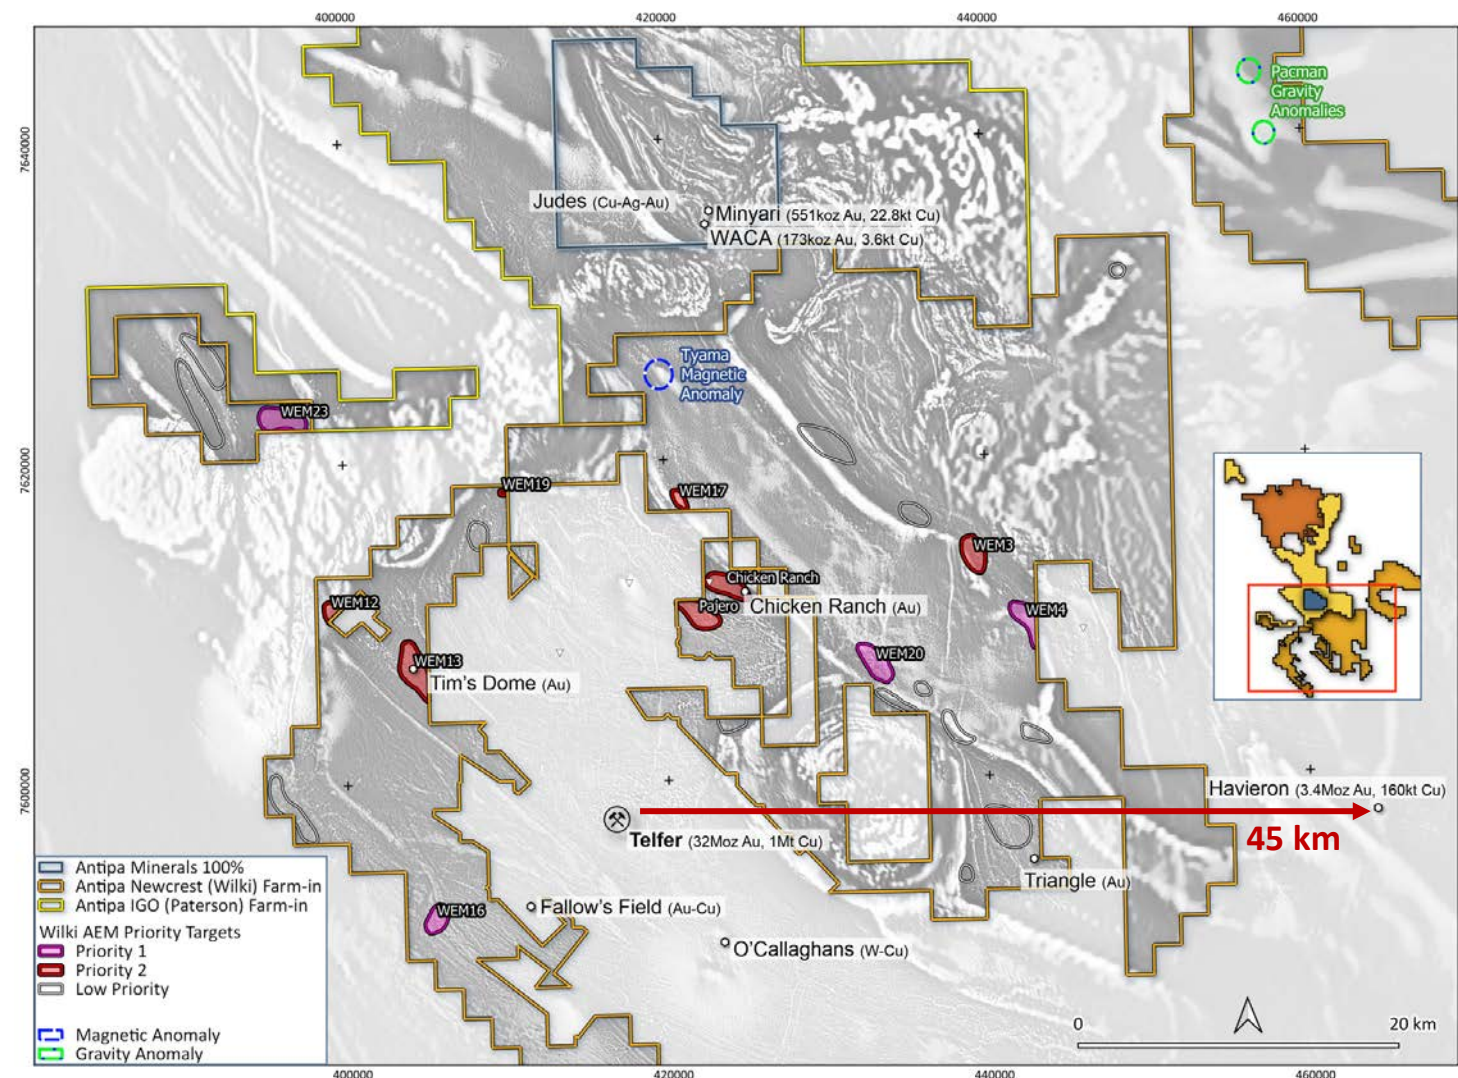 400000
420000
440000
460000
7640000
7620000
7600000
Pacman
Gravity
Anomalies
Judes (Cu-Ag-Au)
Minyari (551koz Au, 22.8kt Cu)
WACA (173koz Au, 3.6kt Cu)
Tyama
Magnetic
Anomaly
WEM23
WEM19
WEM17
WEM3
WEM12
Chicken Ranch
Chicken Ranch (Au)
Pajero
WEM4
WEM13
WEM20
Tim's Dome (Au)
Havieron (3.4Moz Au, 160kt Cu)
45 km
Telfer (32Moz Au, 1Mt Cu)
Triangle (Au)
WEM16
Fallow's Field (Au-Cu)
O'Callaghans (W-Cu)
Antipa Minerals 100%
Antipa Newcrest (Wilki) Farm-in
Antipa IGO (Paterson) Farm-in
Wilki AEM Priority Targets
Priority 1
Priority 2
Low Priority
Magnetic Anomaly
Gravity Anomaly
0
20 km
400000
420000
440000
460000